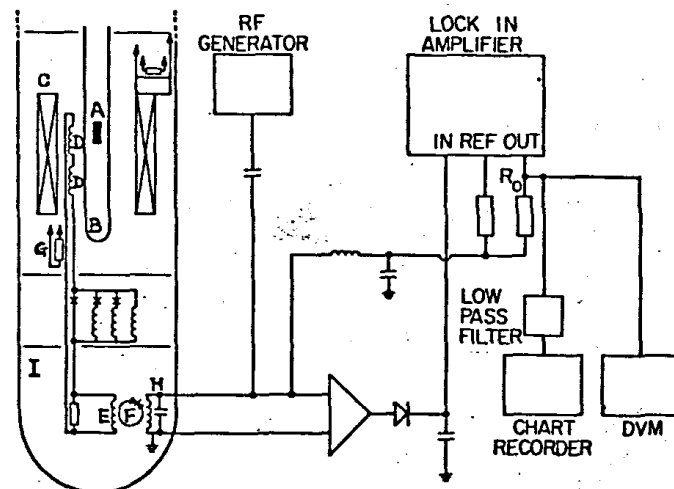 RF
GENERATOR
LOCK IN
AMPLIFIER
IN REF OUT
R₀
C
A
D
D
B
G
I
E
F
H
LOW
PASS
FILTER
CHART
RECORDER
DVM